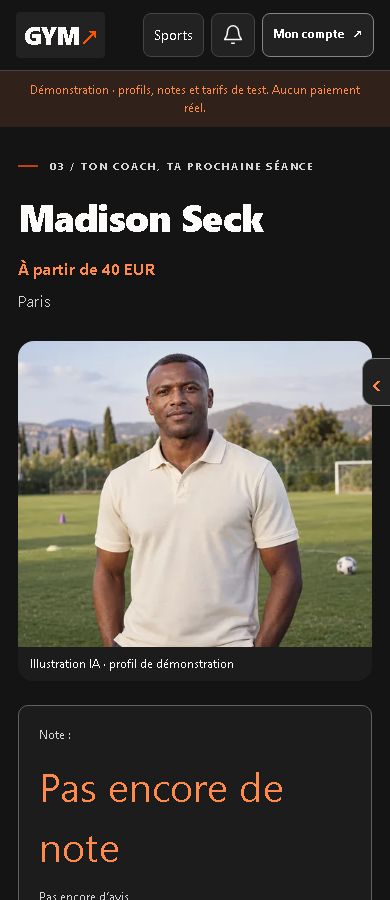 GYM↗
Sports
Mon compte ↗
Démonstration · profils, notes et tarifs de test. Aucun paiement
réel.
03 / TON COACH, TA PROCHAINE SÉANCE
Madison Seck
À partir de 40 EUR
Paris
Illustration IA · profil de démonstration
Note :
Pas encore de
note
Pas encore d'avis